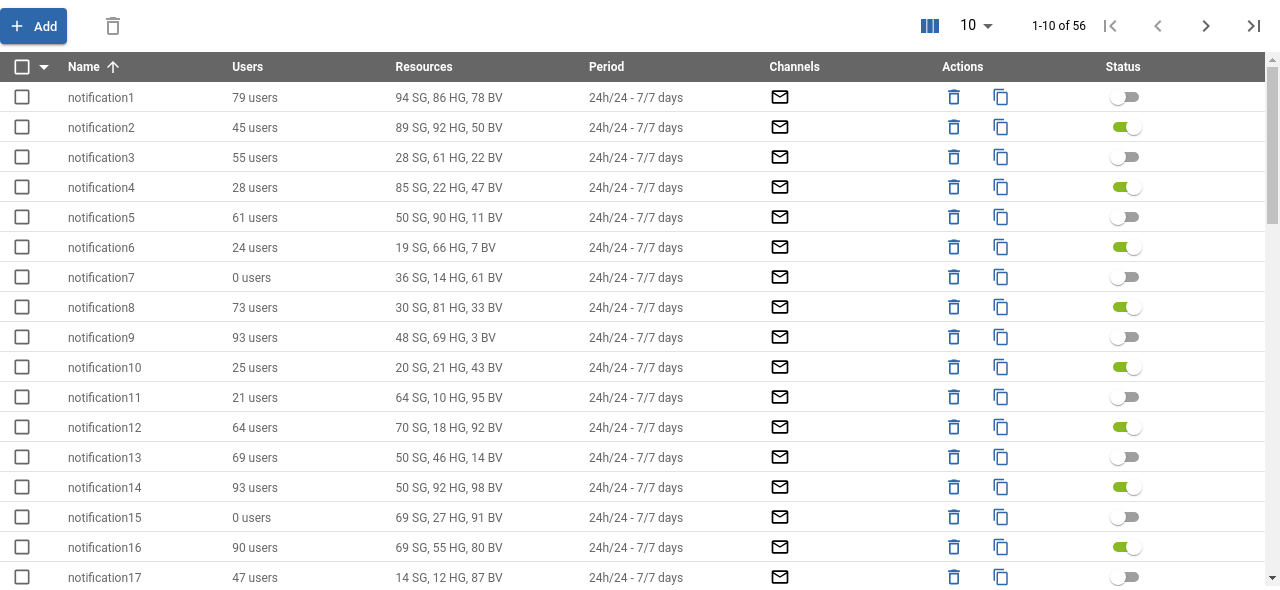 Add 10 1-10 of 56
Name Users Resources Period Channels Actions Status
notification1 79 users 94 SG, 86 HG, 78 BV 24h/24 - 7/7 days
notification2 45 users 89 SG, 92 HG, 50 BV 24h/24 - 7/7 days
notification3 55 users 28 SG, 61 HG, 22 BV 24h/24 - 7/7 days
notification4 28 users 85 SG, 22 HG, 47 BV 24h/24 - 7/7 days
notification5 61 users 50 SG, 90 HG, 11 BV 24h/24 - 7/7 days
notification6 24 users 19 SG, 66 HG, 7 BV 24h/24 - 7/7 days
notification7 0 users 36 SG, 14 HG, 61 BV 24h/24 - 7/7 days
notification8 73 users 30 SG, 81 HG, 33 BV 24h/24 - 7/7 days
notification9 93 users 48 SG, 69 HG, 3 BV 24h/24 - 7/7 days
notification10 25 users 20 SG, 21 HG, 43 BV 24h/24 - 7/7 days
notification11 21 users 64 SG, 10 HG, 95 BV 24h/24 - 7/7 days
notification12 64 users 70 SG, 18 HG, 92 BV 24h/24 - 7/7 days
notification13 69 users 50 SG, 46 HG, 14 BV 24h/24 - 7/7 days
notification14 93 users 50 SG, 92 HG, 98 BV 24h/24 - 7/7 days
notification15 0 users 69 SG, 27 HG, 91 BV 24h/24 - 7/7 days
notification16 90 users 69 SG, 55 HG, 80 BV 24h/24 - 7/7 days
notification17 47 users 14 SG, 12 HG, 87 BV 24h/24 - 7/7 days